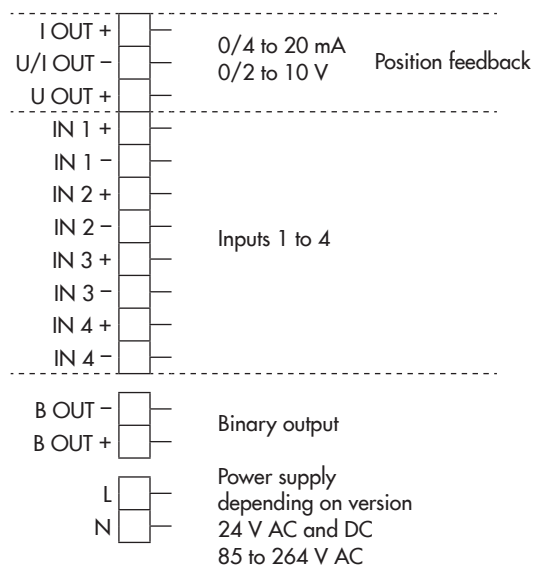 I OUT +
U/I OUT −
U OUT +
0/4 to 20 mA
0/2 to 10 V
Position feedback
IN 1 +
IN 1 −
IN 2 +
IN 2 −
IN 3 +
IN 3 −
IN 4 +
IN 4 −
Inputs 1 to 4
B OUT −
B OUT +
Binary output
L
N
Power supply
depending on version
24 V AC and DC
85 to 264 V AC